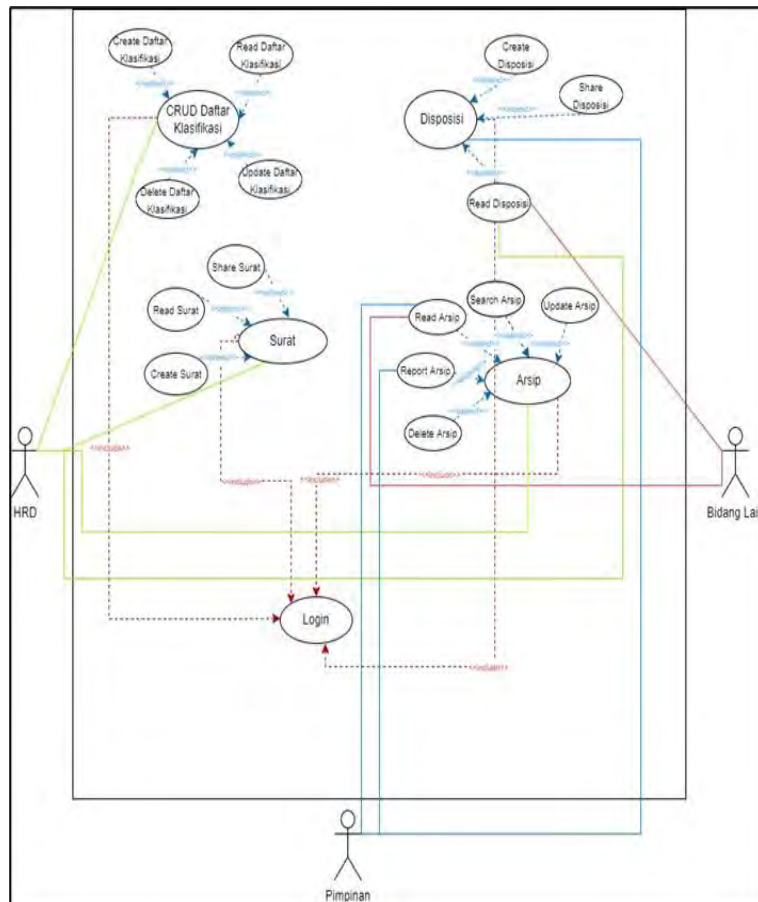 Create Daftar
Klasifikasi
Read Daftar
Klasifikasi
CRUD Daftar
Klasifikasi
Delete Daftar
Klasifikasi
Update Daftar
Klasifikasi
Create
Disposisi
Share
Disposisi
Disposisi
Read Disposisi
Share Surat
Read Surat
Surat
Create Surat
Search Arsip
Update Arsip
Read Arsip
Report Arsip
Arsip
Delete Arsip
HRD
<<include>>
<<include>>
<<include>>
<<include>>
Bidang Lai
Login
<<include>>
Pimpinan